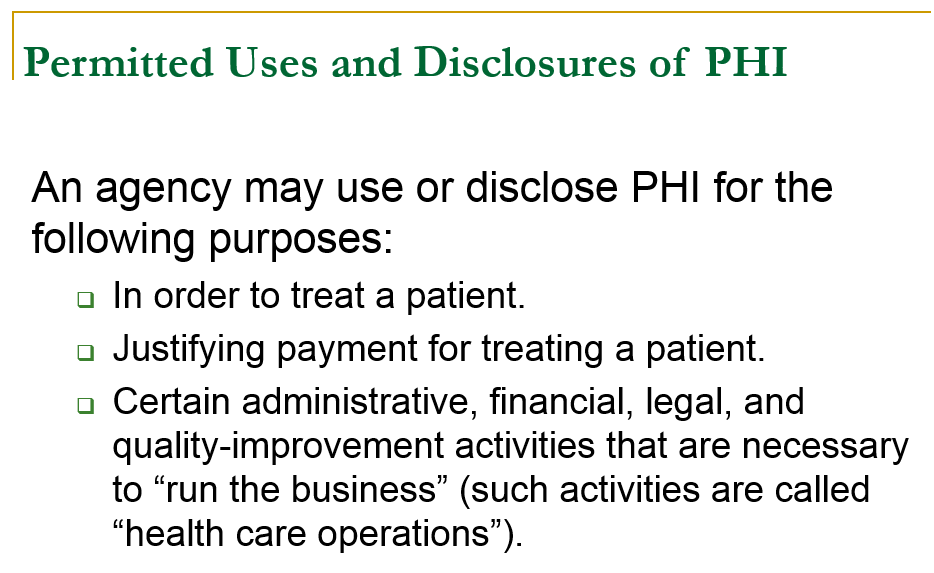 Permitted Uses and Disclosures of PHI
An agency may use or disclose PHI for the
following purposes:
In order to treat a patient.
Justifying payment for treating a patient.
Certain administrative, financial, legal, and
quality-improvement activities that are necessary
to “run the business” (such activities are called
“health care operations”).